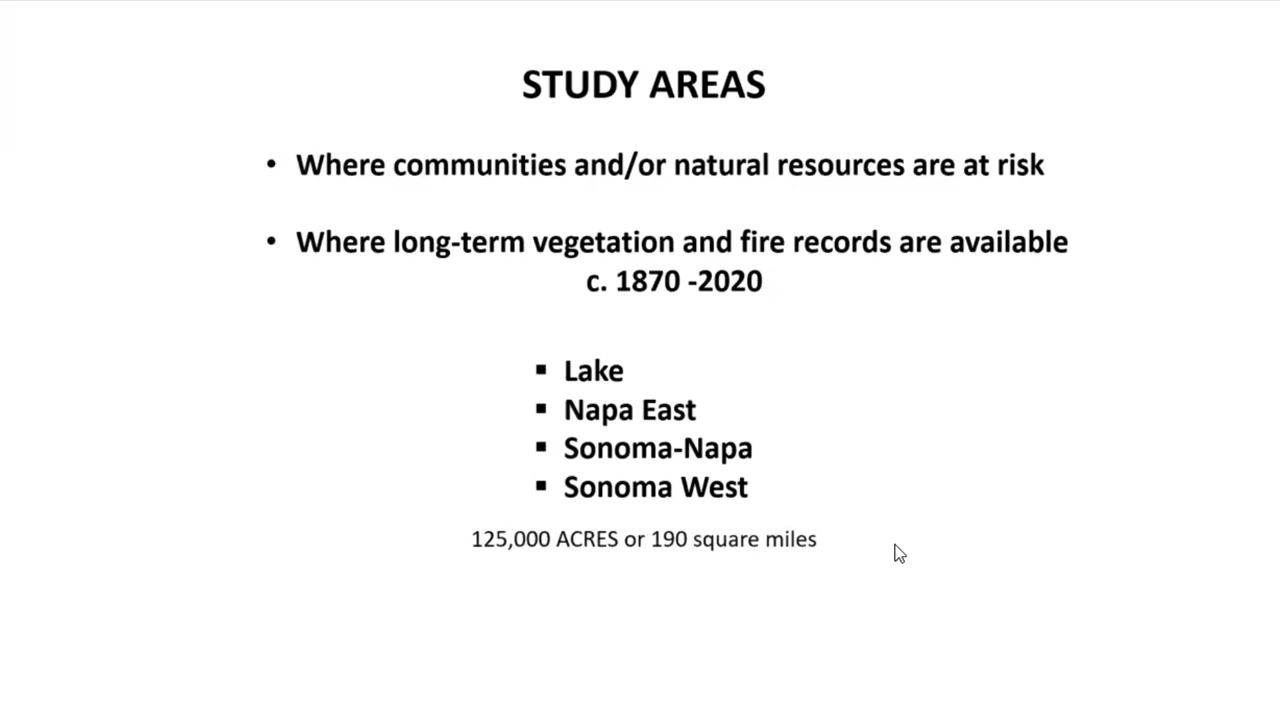 STUDY AREAS
• Where communities and/or natural resources are at risk
• Where long-term vegetation and fire records are available
c. 1870 -2020
▪ Lake
▪ Napa East
▪ Sonoma-Napa
▪ Sonoma West
125,000 ACRES or 190 square miles